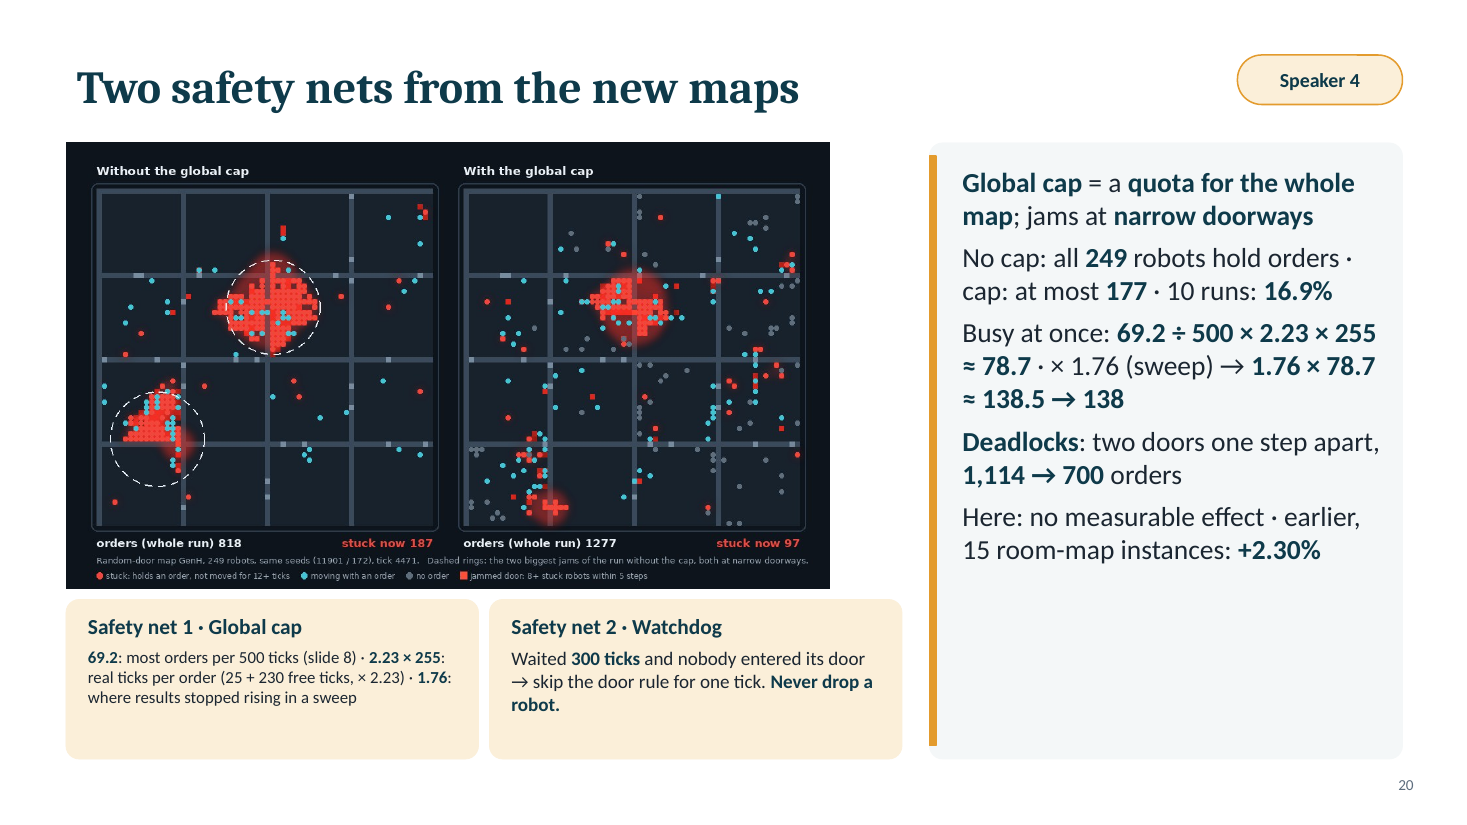 Two safety nets from the new maps
Speaker 4
Without the global cap
With the global cap
orders (whole run) 818
stuck now 187
orders (whole run) 1277
stuck now 97
Random-door map GenH, 249 robots, same seeds (11901 / 172), tick 4471. Dashed rings: the two biggest jams of the run without the cap, both at narrow doorways.
stuck: holds an order, not moved for 12+ ticks
moving with an order
no order
jammed door: 8+ stuck robots within 5 steps
Safety net 1 · Global cap
69.2: most orders per 500 ticks (slide 8) · 2.23 × 255:
real ticks per order (25 + 230 free ticks, × 2.23) · 1.76:
where results stopped rising in a sweep
Safety net 2 · Watchdog
Waited 300 ticks and nobody entered its door
→ skip the door rule for one tick. Never drop a
robot.
Global cap = a quota for the whole
map; jams at narrow doorways
No cap: all 249 robots hold orders ·
cap: at most 177 · 10 runs: 16.9%
Busy at once: 69.2 ÷ 500 × 2.23 × 255
≈ 78.7 · × 1.76 (sweep) → 1.76 × 78.7
≈ 138.5 → 138
Deadlocks: two doors one step apart,
1,114 → 700 orders
Here: no measurable effect · earlier,
15 room-map instances: +2.30%
20